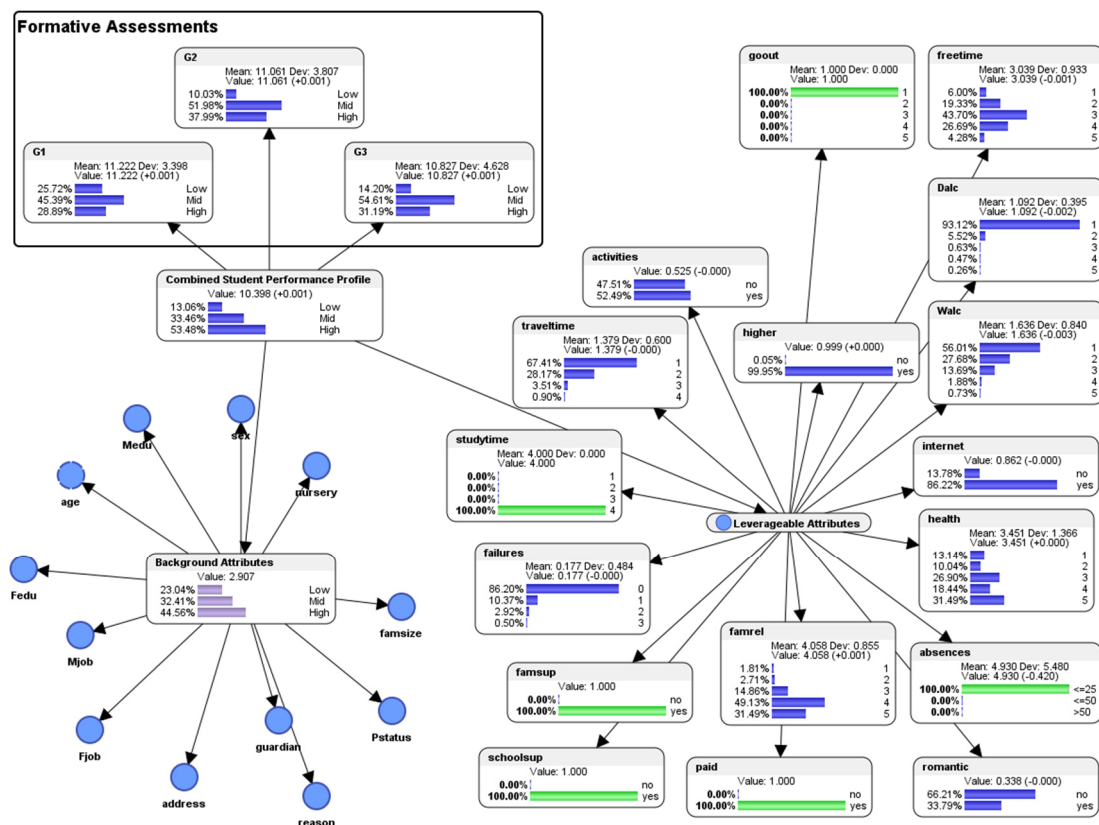 Formative Assessments
G2
Mean: 11.061 Dev: 3.807
Value: 11.061 (+0.001)
10.03% Low
51.98% Mid
37.99% High
G1
Mean: 11.222 Dev: 3.398
Value: 11.222 (+0.001)
25.72% Low
45.39% Mid
28.89% High
G3
Mean: 10.827 Dev: 4.628
Value: 10.827 (+0.001)
14.20% Low
54.61% Mid
31.19% High
Combined Student Performance Profile
Value: 10.398 (+0.001)
13.06% Low
33.46% Mid
53.48% High
goout
Mean: 1.000 Dev: 0.000
Value: 1.000
100.00% 1
0.00% 2
0.00% 3
0.00% 4
0.00% 5
freetime
Mean: 3.039 Dev: 0.933
Value: 3.039 (-0.001)
6.00% 1
19.33% 2
43.70% 3
26.69% 4
4.28% 5
Dalc
Mean: 1.092 Dev: 0.395
Value: 1.092 (-0.002)
93.12% 1
5.52% 2
0.63% 3
0.47% 4
0.26% 5
activities
Value: 0.525 (-0.000)
47.51% no
52.49% yes
traveltime
Mean: 1.379 Dev: 0.600
Value: 1.379 (-0.000)
67.41% 1
28.17% 2
3.51% 3
0.90% 4
higher
Value: 0.999 (+0.000)
0.05% no
99.95% yes
Walc
Mean: 1.636 Dev: 0.840
Value: 1.636 (-0.003)
56.01% 1
27.68% 2
13.69% 3
1.88% 4
0.73% 5
studytime
Mean: 4.000 Dev: 0.000
Value: 4.000
0.00% 1
0.00% 2
0.00% 3
100.00% 4
internet
Value: 0.862 (-0.000)
13.78% no
86.22% yes
Leverageable Attributes
health
Mean: 3.451 Dev: 1.366
Value: 3.451 (+0.000)
13.14% 1
10.04% 2
26.90% 3
18.44% 4
31.49% 5
failures
Mean: 0.177 Dev: 0.484
Value: 0.177 (-0.000)
86.20% 0
10.37% 1
2.92% 2
0.50% 3
famrel
Mean: 4.058 Dev: 0.855
Value: 4.058 (+0.001)
1.81% 1
2.71% 2
14.86% 3
49.13% 4
31.49% 5
absences
Mean: 4.930 Dev: 5.480
Value: 4.930 (-0.420)
100.00% <=25
0.00% <=50
0.00% >50
famsup
Value: 1.000
0.00% no
100.00% yes
schoolsup
Value: 1.000
0.00% no
100.00% yes
paid
Value: 1.000
0.00% no
100.00% yes
romantic
Value: 0.338 (-0.000)
66.21% no
33.79% yes
Medu
sex
age
nursery
Background Attributes
Value: 2.907
23.04% Low
32.41% Mid
44.56% High
Fedu
famsize
Mjob
Fjob
guardian
Pstatus
address
reason